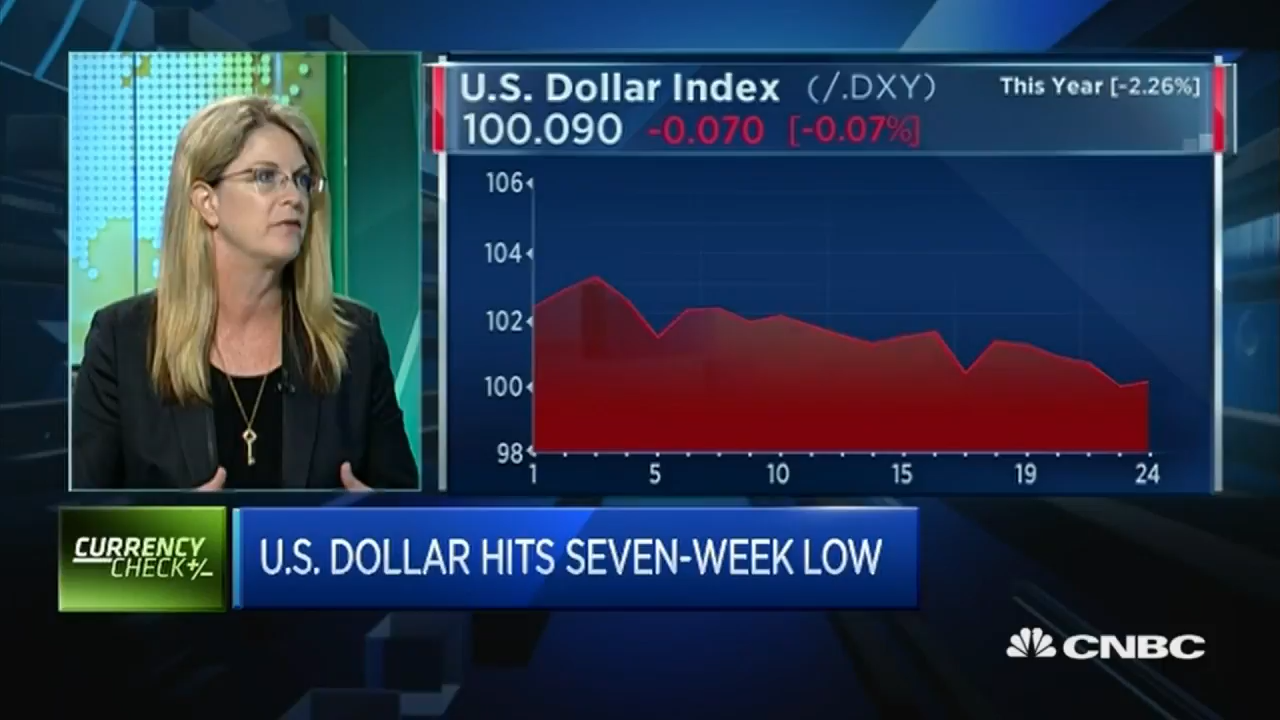 U.S. Dollar Index (/.DXY) This Year [-2.26%]
100.090 -0.070 [-0.07%]
106
104
102
100
98
1 5 10 15 19 24
CURRENCY
CHECK+/-
U.S. DOLLAR HITS SEVEN-WEEK LOW
CNBC